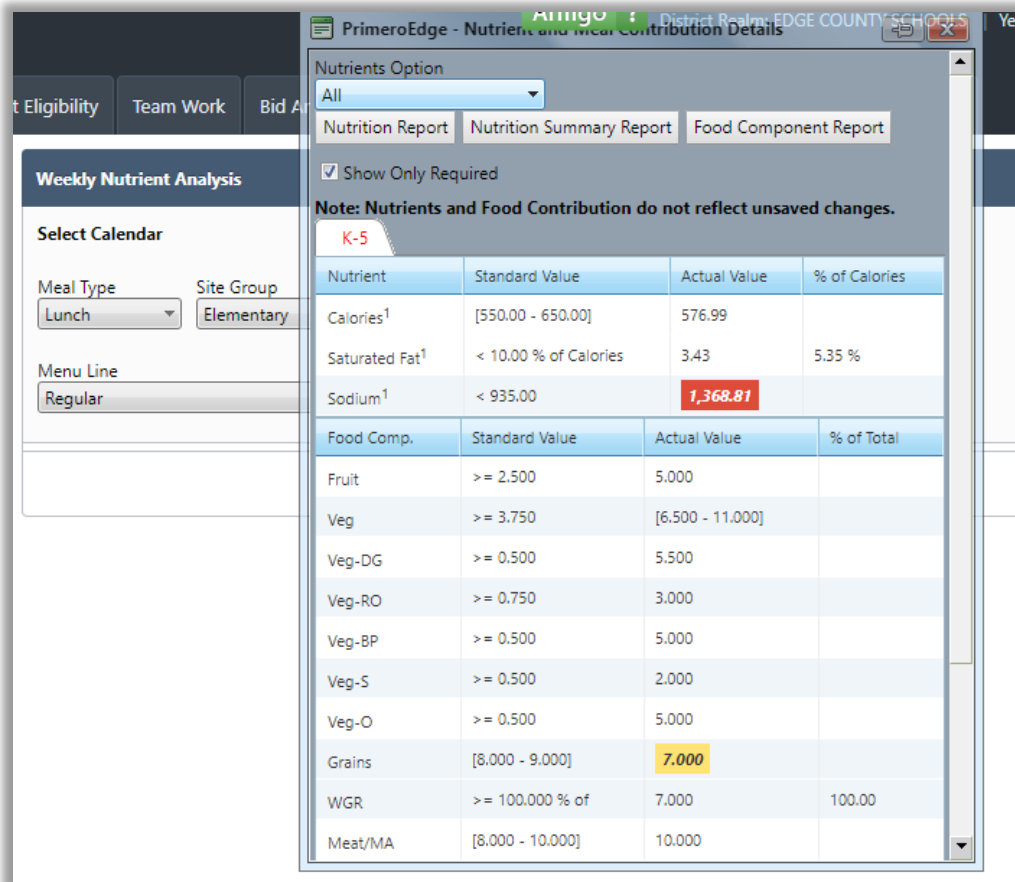 Amigo ? District Realm: EDGE COUNTY SCHOOLS Ye
PrimeroEdge - Nutrient and Meal Contribution Details
t Eligibility Team Work Bid An
Nutrients Option
All
Nutrition Report Nutrition Summary Report Food Component Report
Show Only Required
Note: Nutrients and Food Contribution do not reflect unsaved changes.
K-5
Weekly Nutrient Analysis
Select Calendar
Meal Type Site Group
Lunch Elementary
Menu Line
Regular
Nutrient Standard Value Actual Value % of Calories
Calories1 [550.00 - 650.00] 576.99
Saturated Fat1 < 10.00 % of Calories 3.43 5.35 %
Sodium1 < 935.00 1,368.81
Food Comp. Standard Value Actual Value % of Total
Fruit >= 2.500 5.000
Veg >= 3.750 [6.500 - 11.000]
Veg-DG >= 0.500 5.500
Veg-RO >= 0.750 3.000
Veg-BP >= 0.500 5.000
Veg-S >= 0.500 2.000
Veg-O >= 0.500 5.000
Grains [8.000 - 9.000] 7.000
WGR >= 100.000 % of 7.000 100.00
Meat/MA [8.000 - 10.000] 10.000